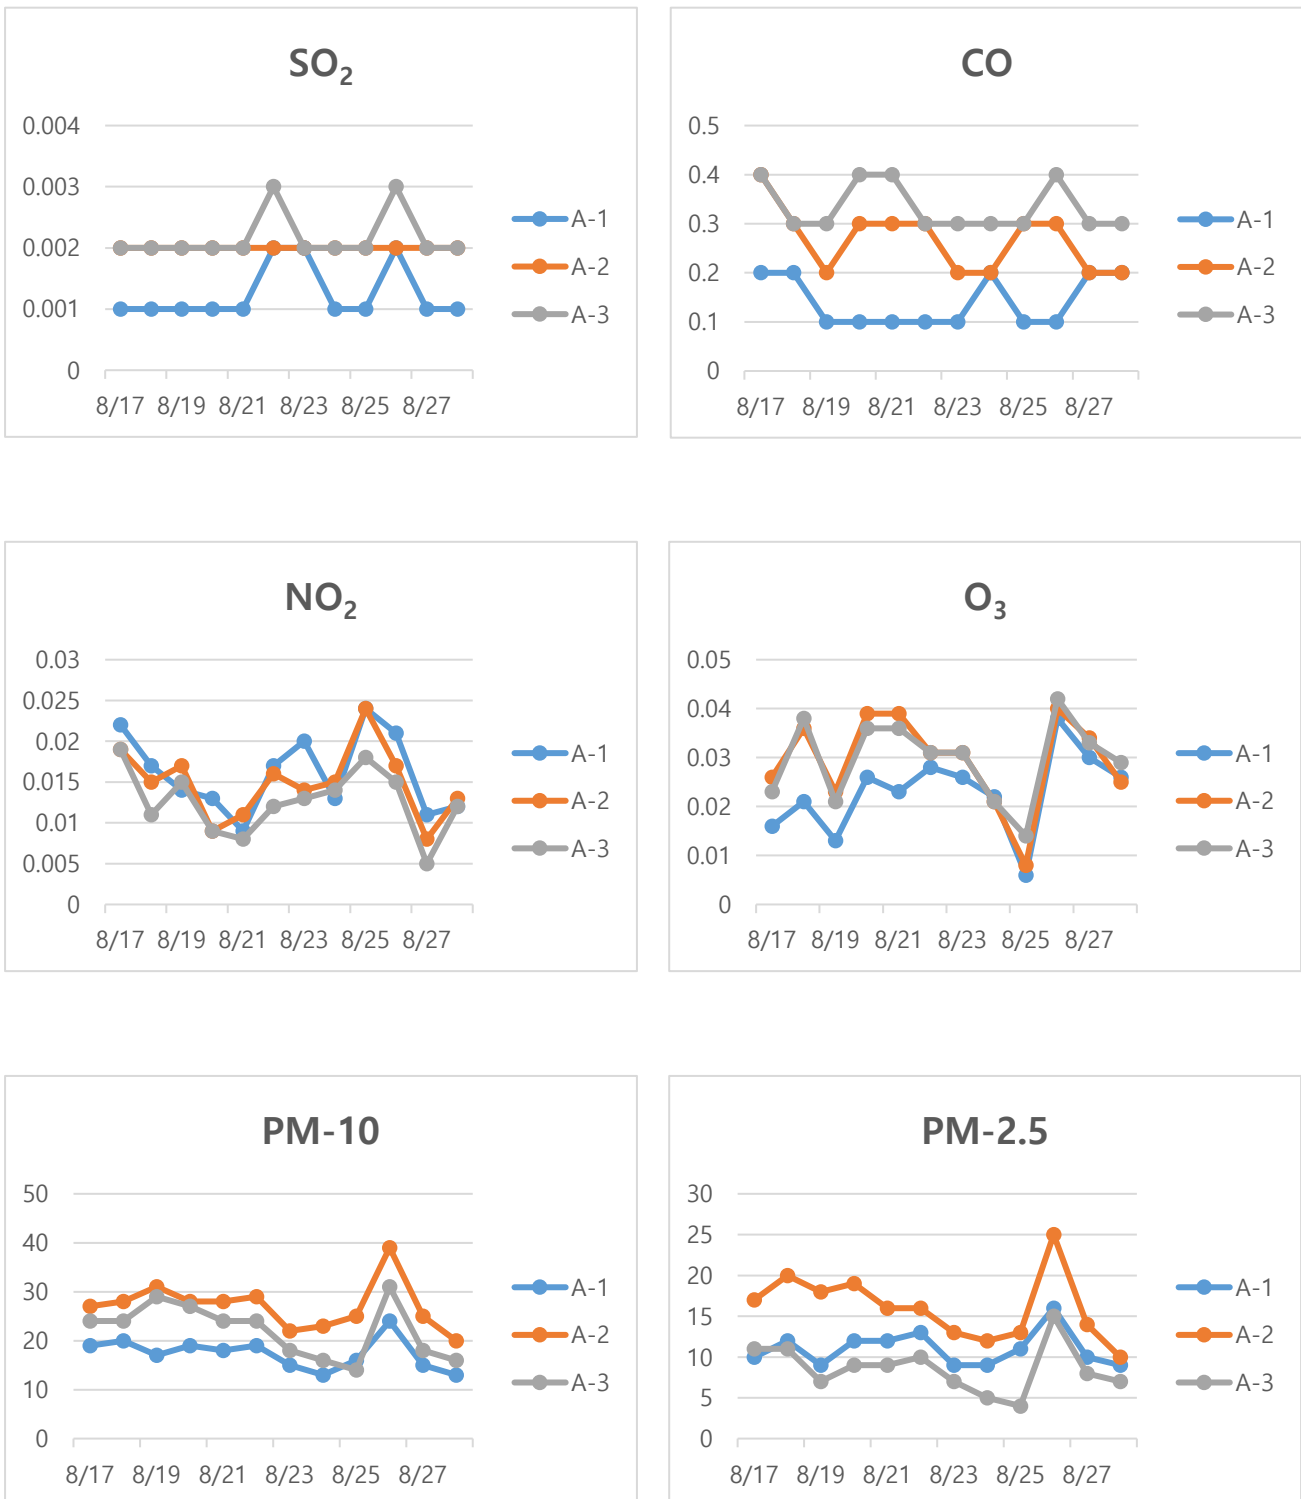 SO₂
0.004
0.003
0.002
0.001
0
8/17 8/19 8/21 8/23 8/25 8/27
A-1
A-2
A-3
CO
0.5
0.4
0.3
0.2
0.1
0
8/17 8/19 8/21 8/23 8/25 8/27
A-1
A-2
A-3
NO₂
0.03
0.025
0.02
0.015
0.01
0.005
0
8/17 8/19 8/21 8/23 8/25 8/27
A-1
A-2
A-3
O₃
0.05
0.04
0.03
0.02
0.01
0
8/17 8/19 8/21 8/23 8/25 8/27
A-1
A-2
A-3
PM-10
50
40
30
20
10
0
8/17 8/19 8/21 8/23 8/25 8/27
A-1
A-2
A-3
PM-2.5
30
25
20
15
10
5
0
8/17 8/19 8/21 8/23 8/25 8/27
A-1
A-2
A-3